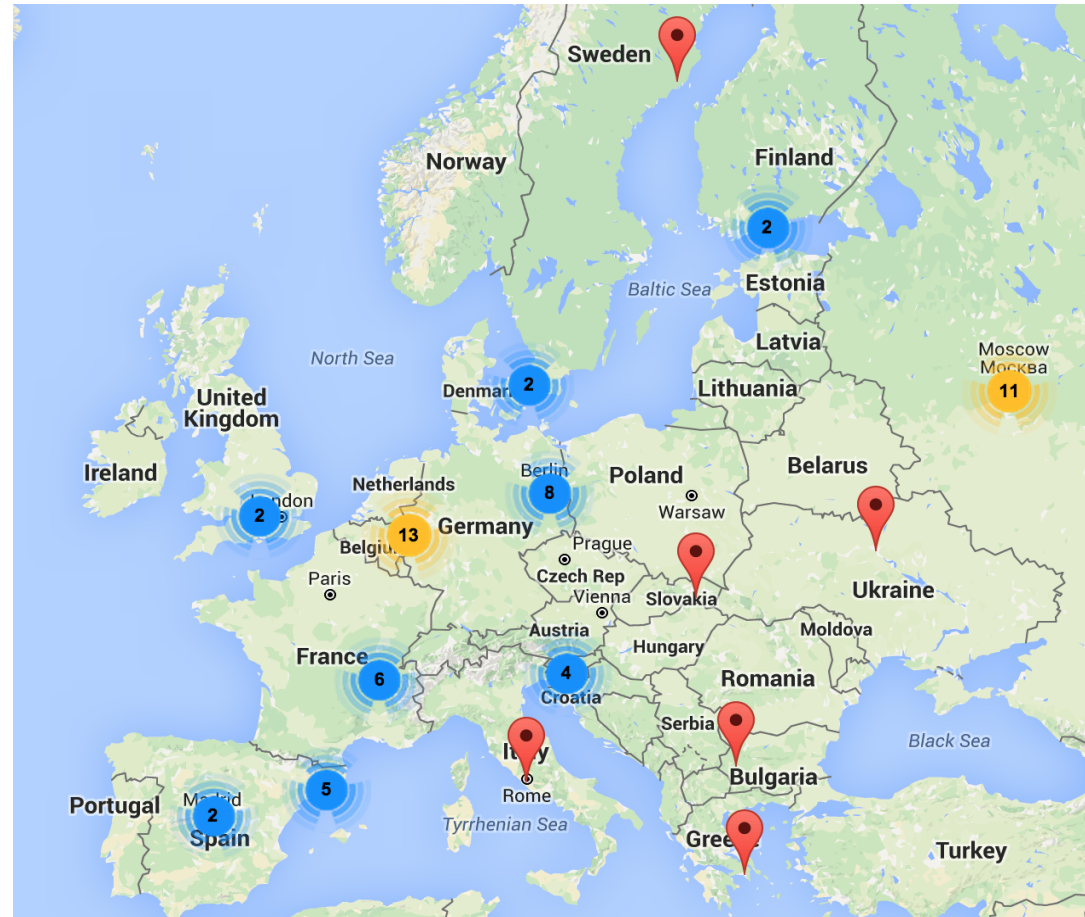 Sweden
Norway
Finland
2
Estonia
Baltic Sea
Latvia
North Sea
Moscow
Москва
11
2
Denmar
Lithuania
United
Kingdom
Ireland
Belarus
Netherlands
Berlin
8
Poland
Warsaw
London
2
13
Germany
Belgium
Prague
Paris
Czech Rep
Vienna
Slovakia
Ukraine
Austria
Moldova
Hungary
France
6
4
Romania
Croatia
Serbia
Black Sea
Italy
Bulgaria
Rome
5
Madrid
2
Portugal
Spain
Tyrrhenian Sea
Greece
Turkey